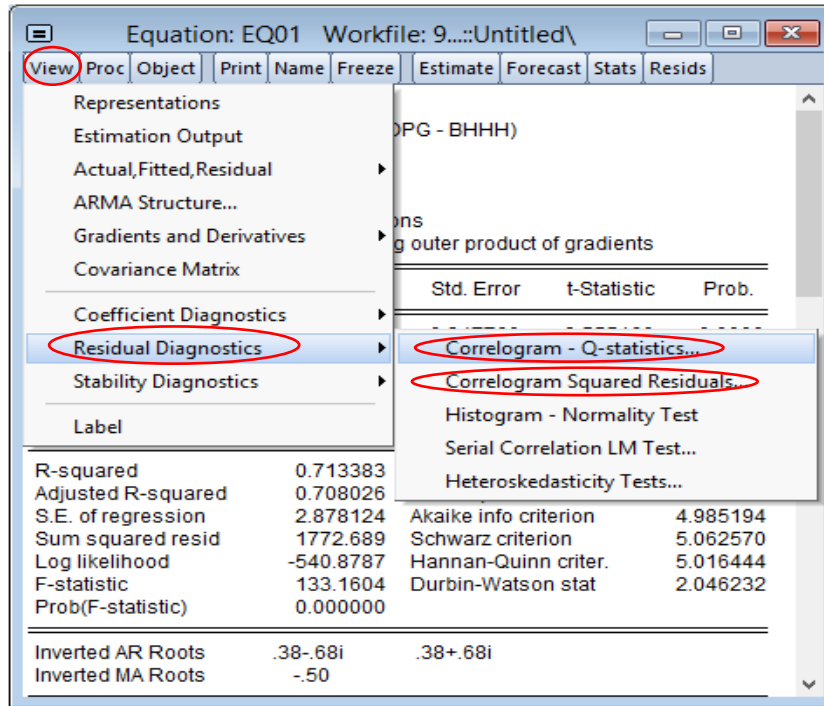 Equation: EQ01 Workfile: 9...::Untitled\
View Proc Object Print Name Freeze Estimate Forecast Stats Resids
Representations
Estimation Output
Actual,Fitted,Residual
ARMA Structure...
Gradients and Derivatives
Covariance Matrix
Coefficient Diagnostics
Residual Diagnostics
Stability Diagnostics
Label
OPG - BHHH)
ons
g outer product of gradients
Std. Error t-Statistic Prob.
Correlogram - Q-statistics...
Correlogram Squared Residuals...
Histogram - Normality Test
Serial Correlation LM Test...
Heteroskedasticity Tests...
R-squared 0.713383
Adjusted R-squared 0.708026
S.E. of regression 2.878124 Akaike info criterion 4.985194
Sum squared resid 1772.689 Schwarz criterion 5.062570
Log likelihood -540.8787 Hannan-Quinn criter. 5.016444
F-statistic 133.1604 Durbin-Watson stat 2.046232
Prob(F-statistic) 0.000000
Inverted AR Roots .38-.68i .38+.68i
Inverted MA Roots -.50